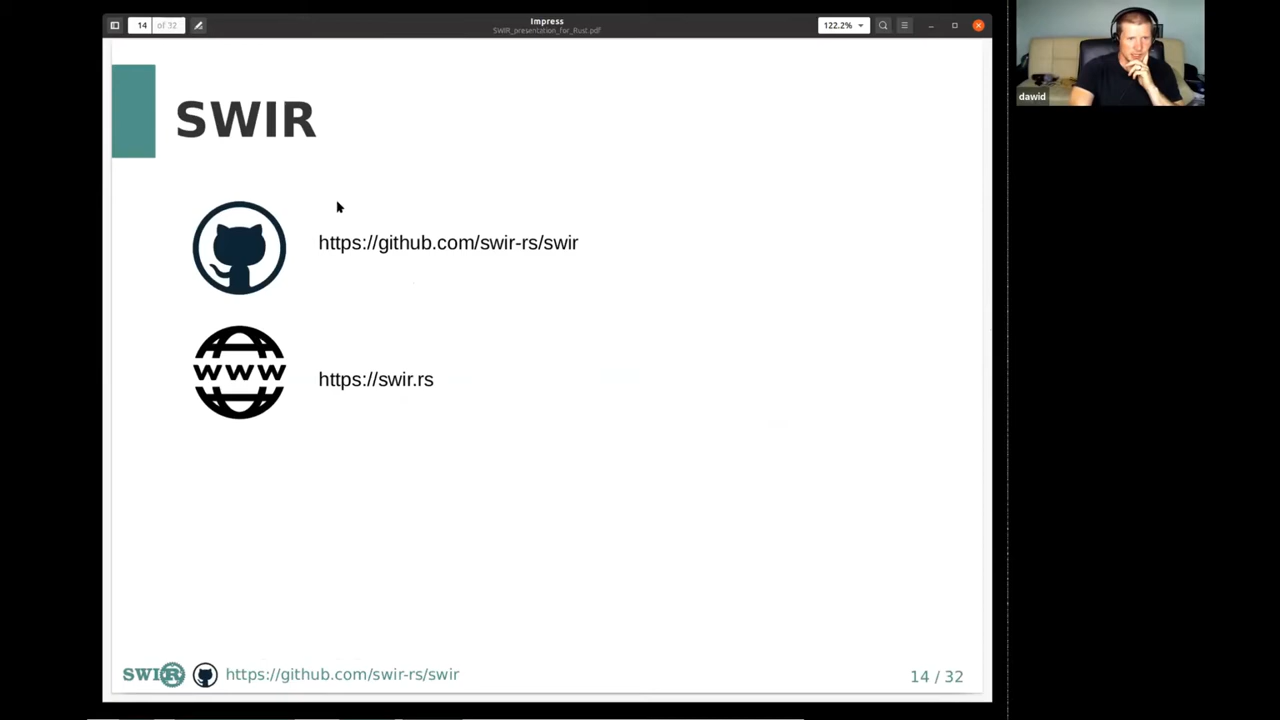 14 of 32
Impress
SWIR_presentation_for_Rust.pdf
122.2%
dawid
SWIR
https://github.com/swir-rs/swir
www
https://swir.rs
SWIR
https://github.com/swir-rs/swir
14 / 32